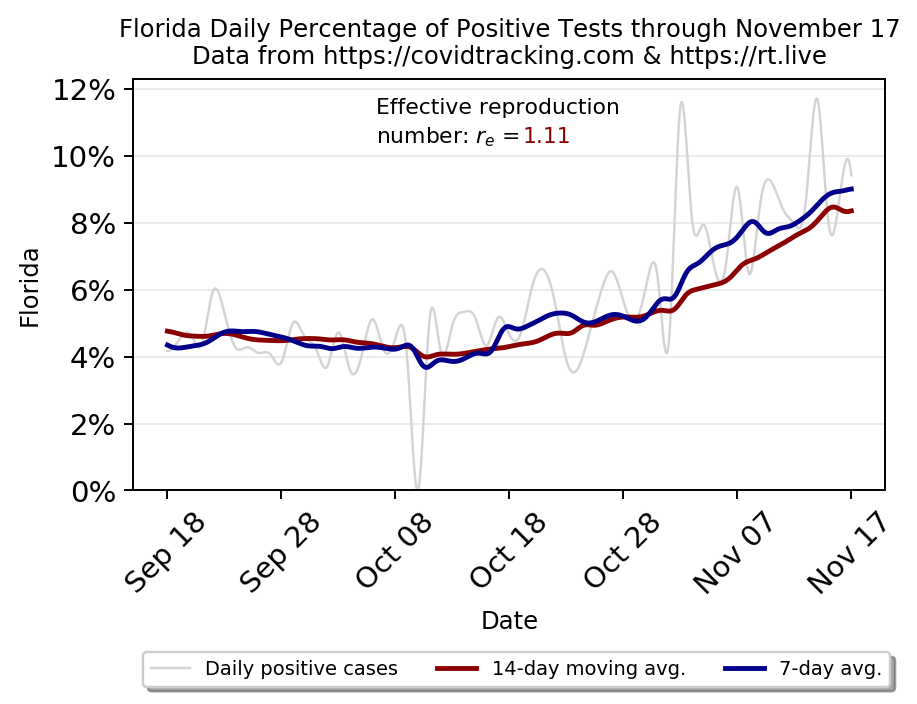 Florida Daily Percentage of Positive Tests through November 17
Data from https://covidtracking.com & https://rt.live
12%
10%
8%
6%
4%
2%
0%
Florida
Effective reproduction
number: rₑ =1.11
Sep 18
Sep 28
Oct 08
Oct 18
Oct 28
Nov 07
Nov 17
Date
Daily positive cases
14-day moving avg.
7-day avg.